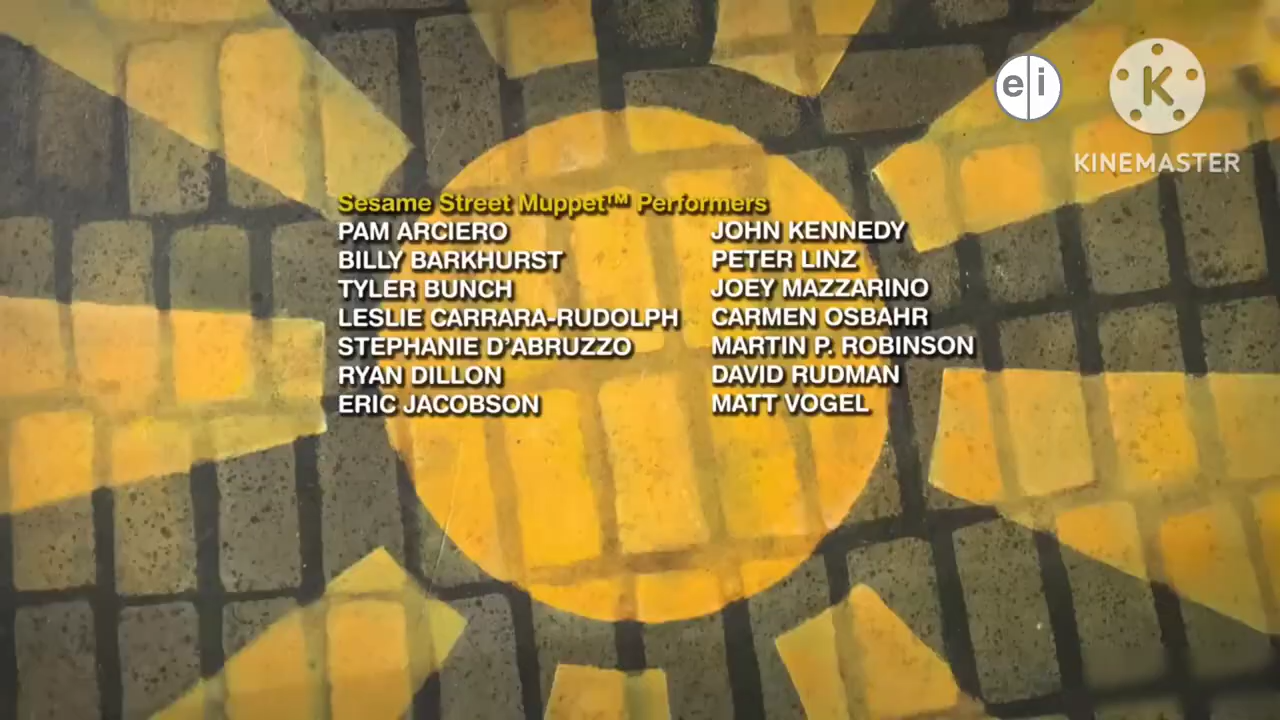 ei
K
KINEMASTER
Sesame Street Muppet™ Performers
PAM ARCIERO
BILLY BARKHURST
TYLER BUNCH
LESLIE CARRARA-RUDOLPH
STEPHANIE D'ABRUZZO
RYAN DILLON
ERIC JACOBSON
JOHN KENNEDY
PETER LINZ
JOEY MAZZARINO
CARMEN OSBAHR
MARTIN P. ROBINSON
DAVID RUDMAN
MATT VOGEL